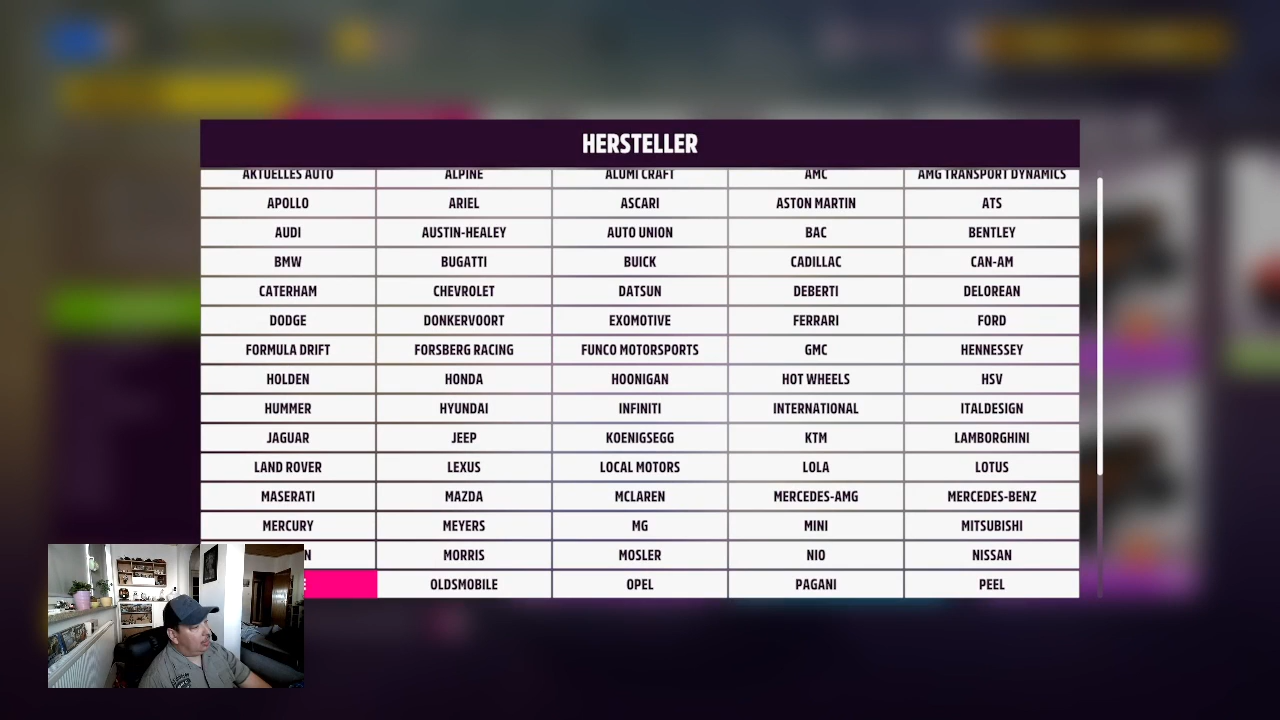 HERSTELLER
AKTUELLES AUTO ALPINE ALUMI CRAFT AMC AMG TRANSPORT DYNAMICS
APOLLO ARIEL ASCARI ASTON MARTIN ATS
AUDI AUSTIN-HEALEY AUTO UNION BAC BENTLEY
BMW BUGATTI BUICK CADILLAC CAN-AM
CATERHAM CHEVROLET DATSUN DEBERTI DELOREAN
DODGE DONKERVOORT EXOMOTIVE FERRARI FORD
FORMULA DRIFT FORSBERG RACING FUNCO MOTORSPORTS GMC HENNESSEY
HOLDEN HONDA HOONIGAN HOT WHEELS HSV
HUMMER HYUNDAI INFINITI INTERNATIONAL ITALDESIGN
JAGUAR JEEP KOENIGSEGG KTM LAMBORGHINI
LAND ROVER LEXUS LOCAL MOTORS LOLA LOTUS
MASERATI MAZDA MCLAREN MERCEDES-AMG MERCEDES-BENZ
MERCURY MEYERS MG MINI MITSUBISHI
MORRIS MOSLER NIO NISSAN
OLDSMOBILE OPEL PAGANI PEEL